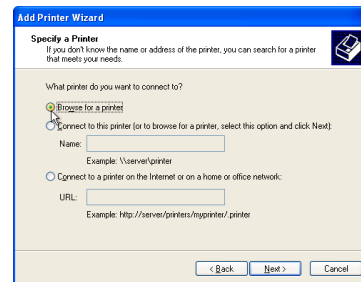 Add Printer Wizard
Specify a Printer
If you don't know the name or address of the printer, you can search for a printer
that meets your needs.
What printer do you want to connect to?
Browse for a printer
Connect to this printer (or to browse for a printer, select this option and click Next):
Name:
Example: \\server\printer
Connect to a printer on the Internet or on a home or office network:
URL:
Example: http://server/printers/myprinter/.printer
< Back Next > Cancel